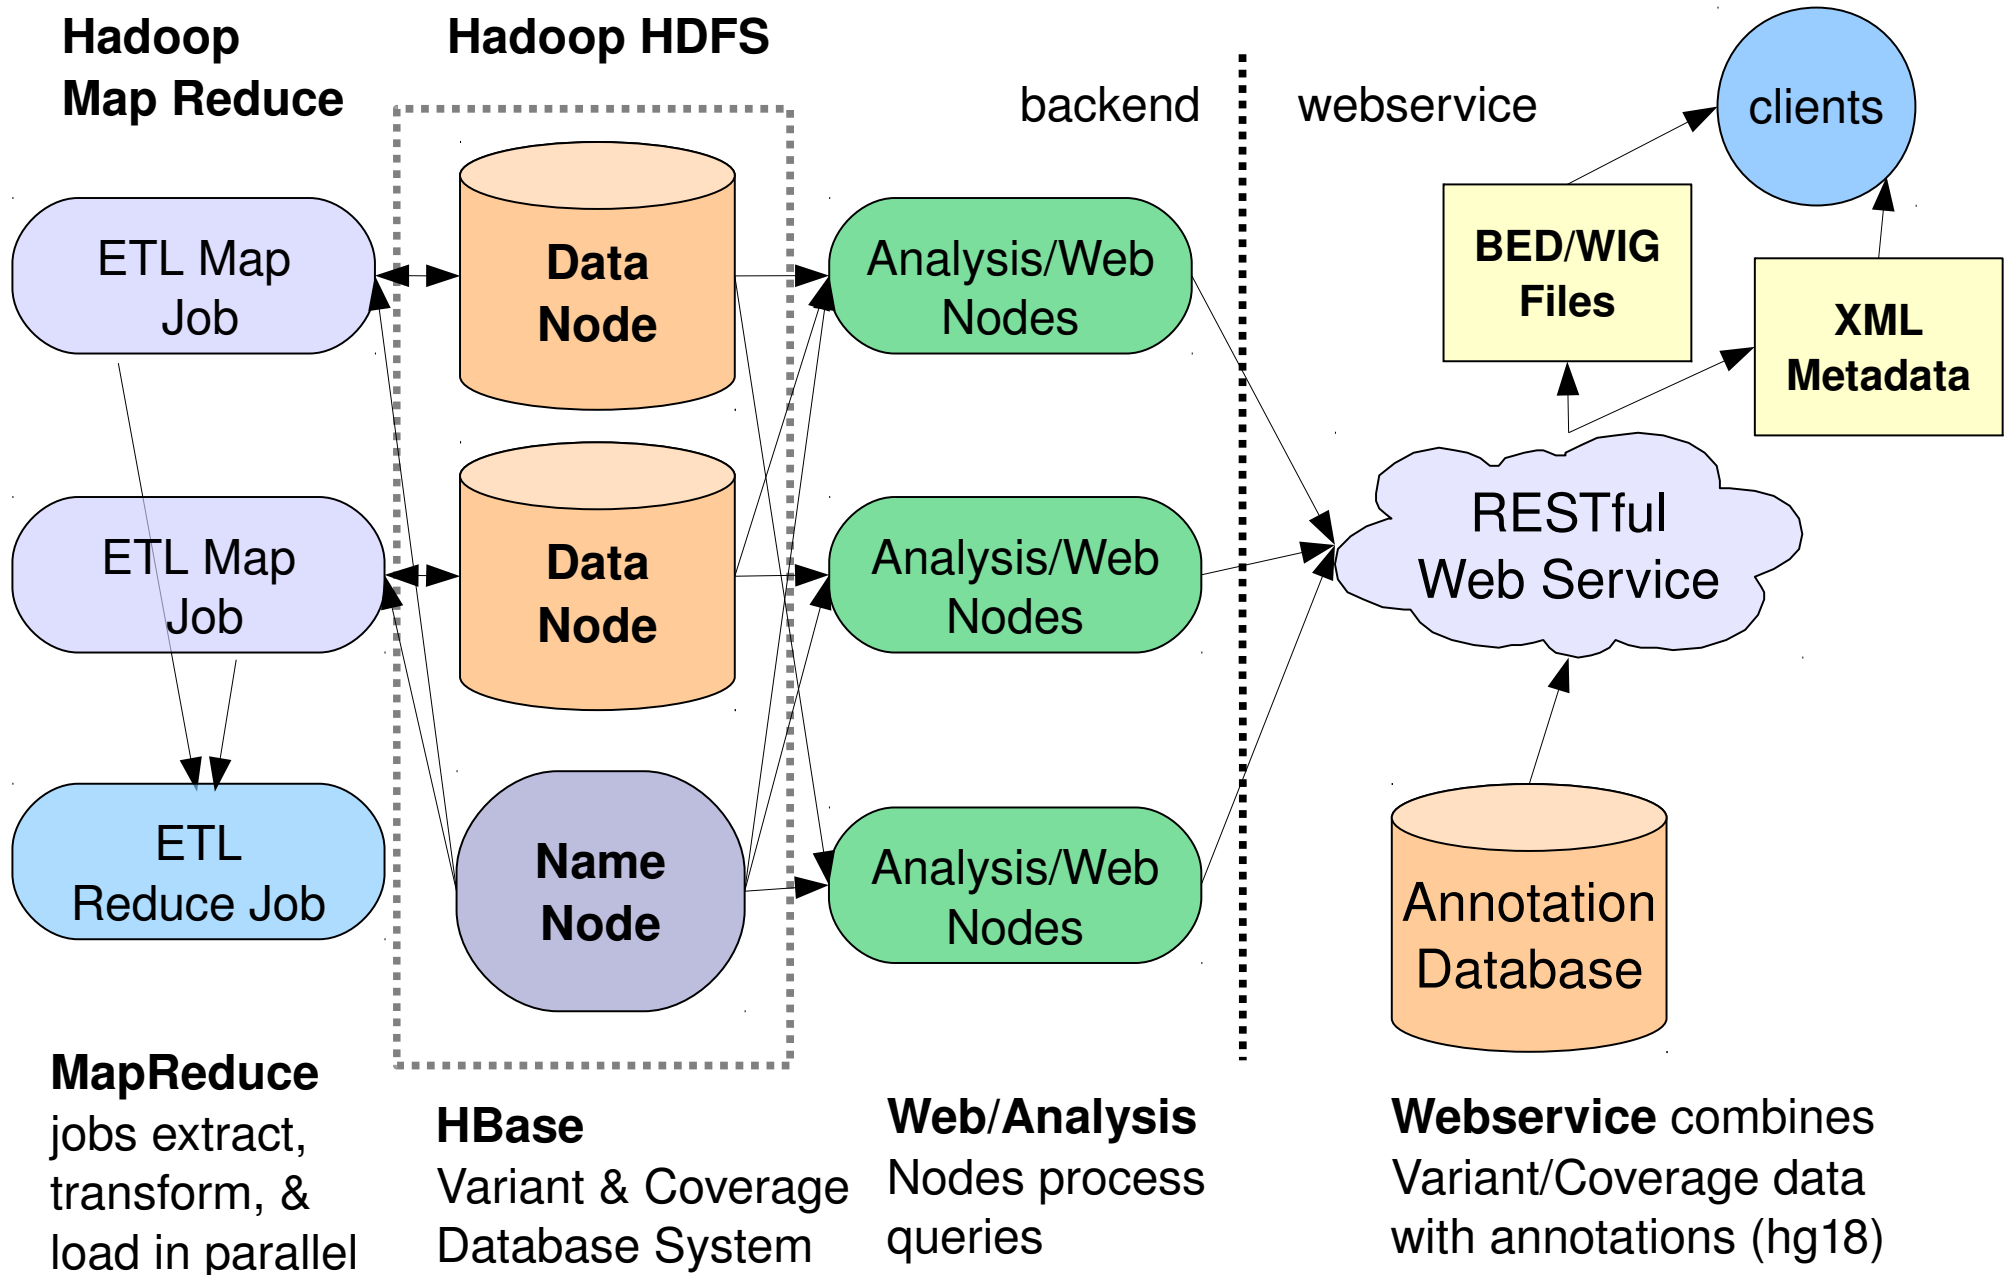 Hadoop
Map Reduce
Hadoop HDFS
backend
webservice
clients
ETL Map
Job
Data
Node
Analysis/Web
Nodes
BED/WIG
Files
XML
Metadata
ETL Map
Job
Data
Node
Analysis/Web
Nodes
RESTful
Web Service
ETL
Reduce Job
Name
Node
Analysis/Web
Nodes
Annotation
Database
MapReduce
jobs extract,
transform, &
load in parallel
HBase
Variant & Coverage
Database System
Web/Analysis
Nodes process
queries
Webservice combines
Variant/Coverage data
with annotations (hg18)